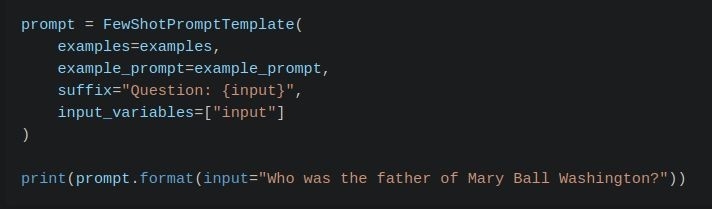 prompt = FewShotPromptTemplate(
    examples=examples,
    example_prompt=example_prompt,
    suffix="Question: {input}",
    input_variables=["input"]
)

print(prompt.format(input="Who was the father of Mary Ball Washington?"))